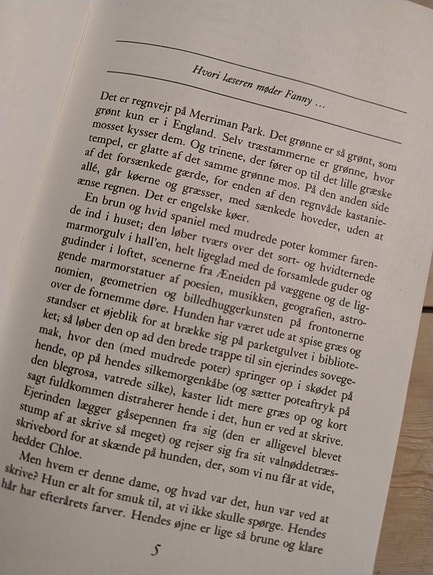 Hvori læseren møder Fanny ...
Det er regnvejr på Merriman Park. Det grønne er så grønt, som
grønt kun er i England. Selv træstammerne er grønne, hvor
mosset kysser dem. Og trinene, der fører op til det lille græske
tempel, er glatte af det samme grønne mos. På den anden side
af det forsænkede gærde, for enden af den regnvåde kastanie-
allé, går køerne og græsser, med sænkede hoveder, uden at
ænse regnen. Det er engelske køer.
En brun og hvid spaniel med mudrede poter kommer faren-
de ind i huset; den løber tværs over det sort- og hvidternede
marmorgulv i hall'en, helt ligeglad med de forsamlede guder og
gudinder i loftet, scenerne fra Æneiden på væggene og de lig-
gende marmorstatuer af poesien, musikken, geografien, astro-
nomien, geometrien og billedhuggerkunsten på frontonerne
over de fornemme døre. Hunden har været ude at spise græs og
standser et øjeblik for at brække sig på parketgulvet i bibliote-
ket; så løber den op ad den brede trappe til sin ejerindes sovege-
mak, hvor den (med mudrede poter) springer op i skødet på
hende, op på hendes silkemorgenkåbe (og sætter poteaftryk på
den blegrosa, vatrede silke), kaster lidt mere græs op og kort
sagt fuldkommen distraherer hende i det, hun er ved at skrive.
Ejerinden lægger gåsepennen fra sig (den er alligevel blevet
stump af at skrive så meget) og rejser sig fra sit valnøddetræs-
skrivebord for at skænde på hunden, der, som vi nu får at vide,
hedder Chloe.
Men hvem er denne dame, og hvad var det, hun var ved at
skrive? Hun er alt for smuk til, at vi ikke skulle spørge. Hendes
hår har efterårets farver. Hendes øjne er lige så brune og klare
5